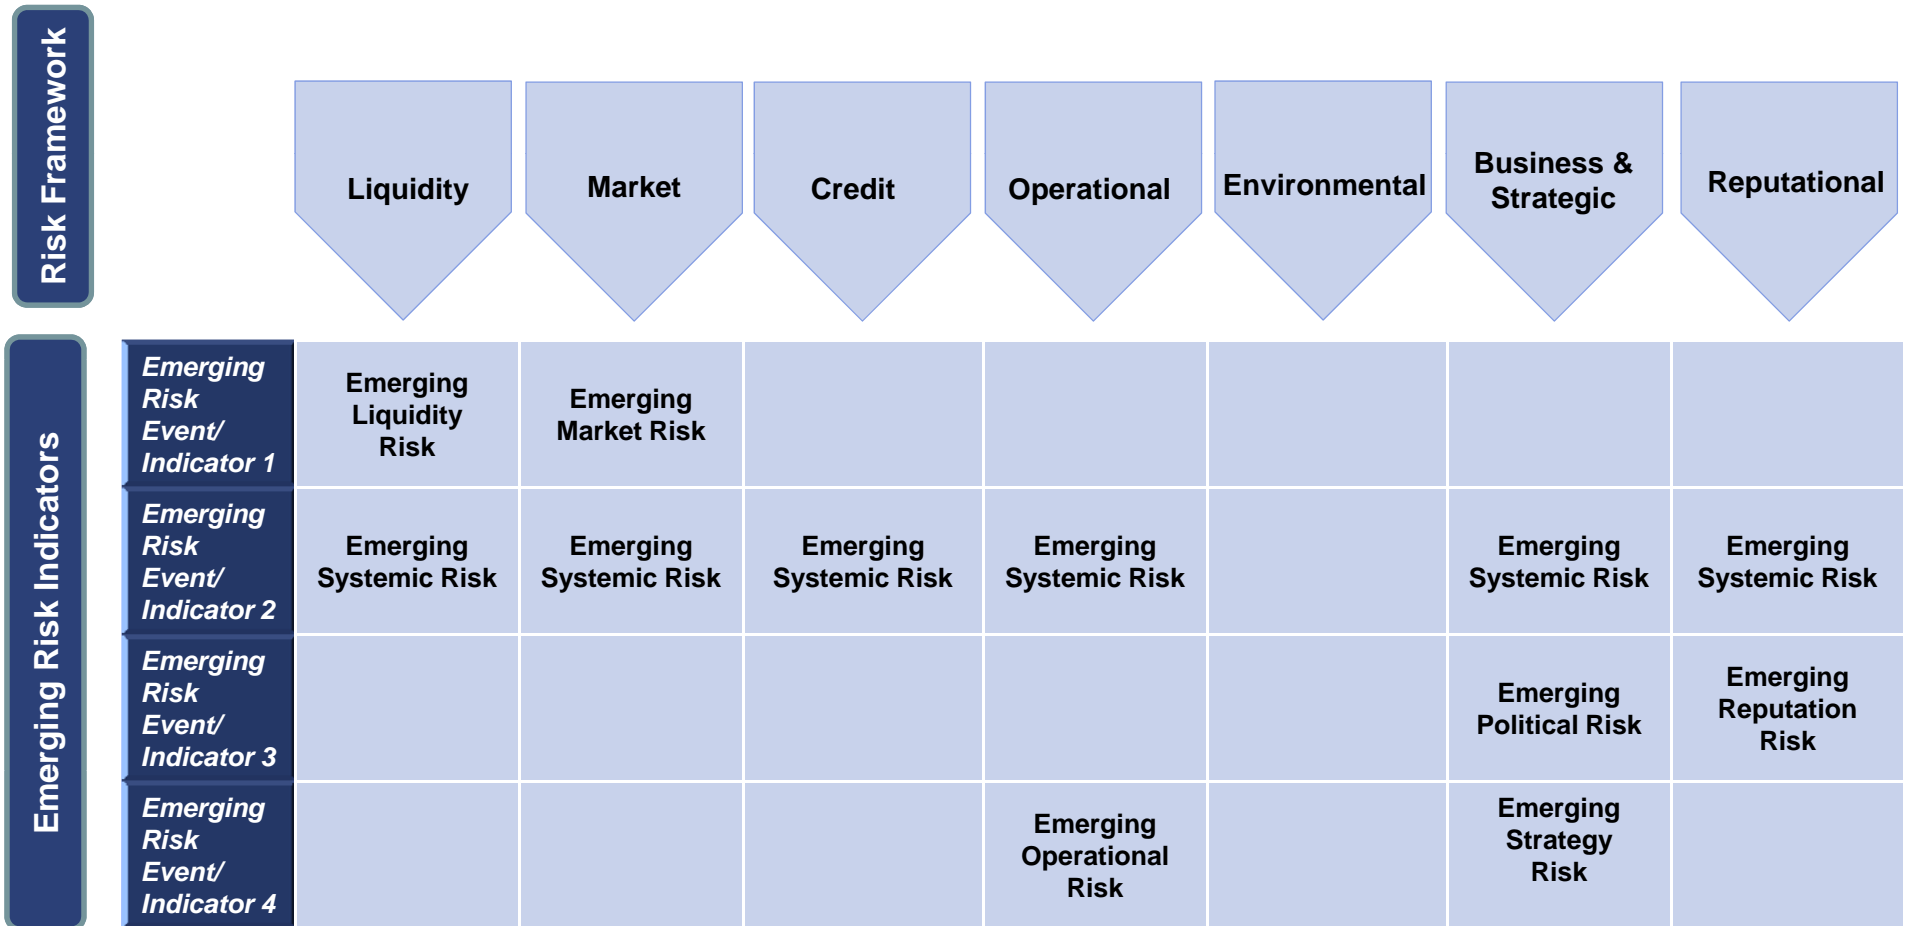 Risk Framework
Liquidity
Market
Credit
Operational
Environmental
Business &
Strategic
Reputational
Emerging Risk Indicators
Emerging
Risk
Event/
Indicator 1
Emerging
Liquidity
Risk
Emerging
Market Risk
Emerging
Risk
Event/
Indicator 2
Emerging
Systemic Risk
Emerging
Systemic Risk
Emerging
Systemic Risk
Emerging
Systemic Risk
Emerging
Systemic Risk
Emerging
Systemic Risk
Emerging
Risk
Event/
Indicator 3
Emerging
Political Risk
Emerging
Reputation
Risk
Emerging
Risk
Event/
Indicator 4
Emerging
Operational
Risk
Emerging
Strategy
Risk